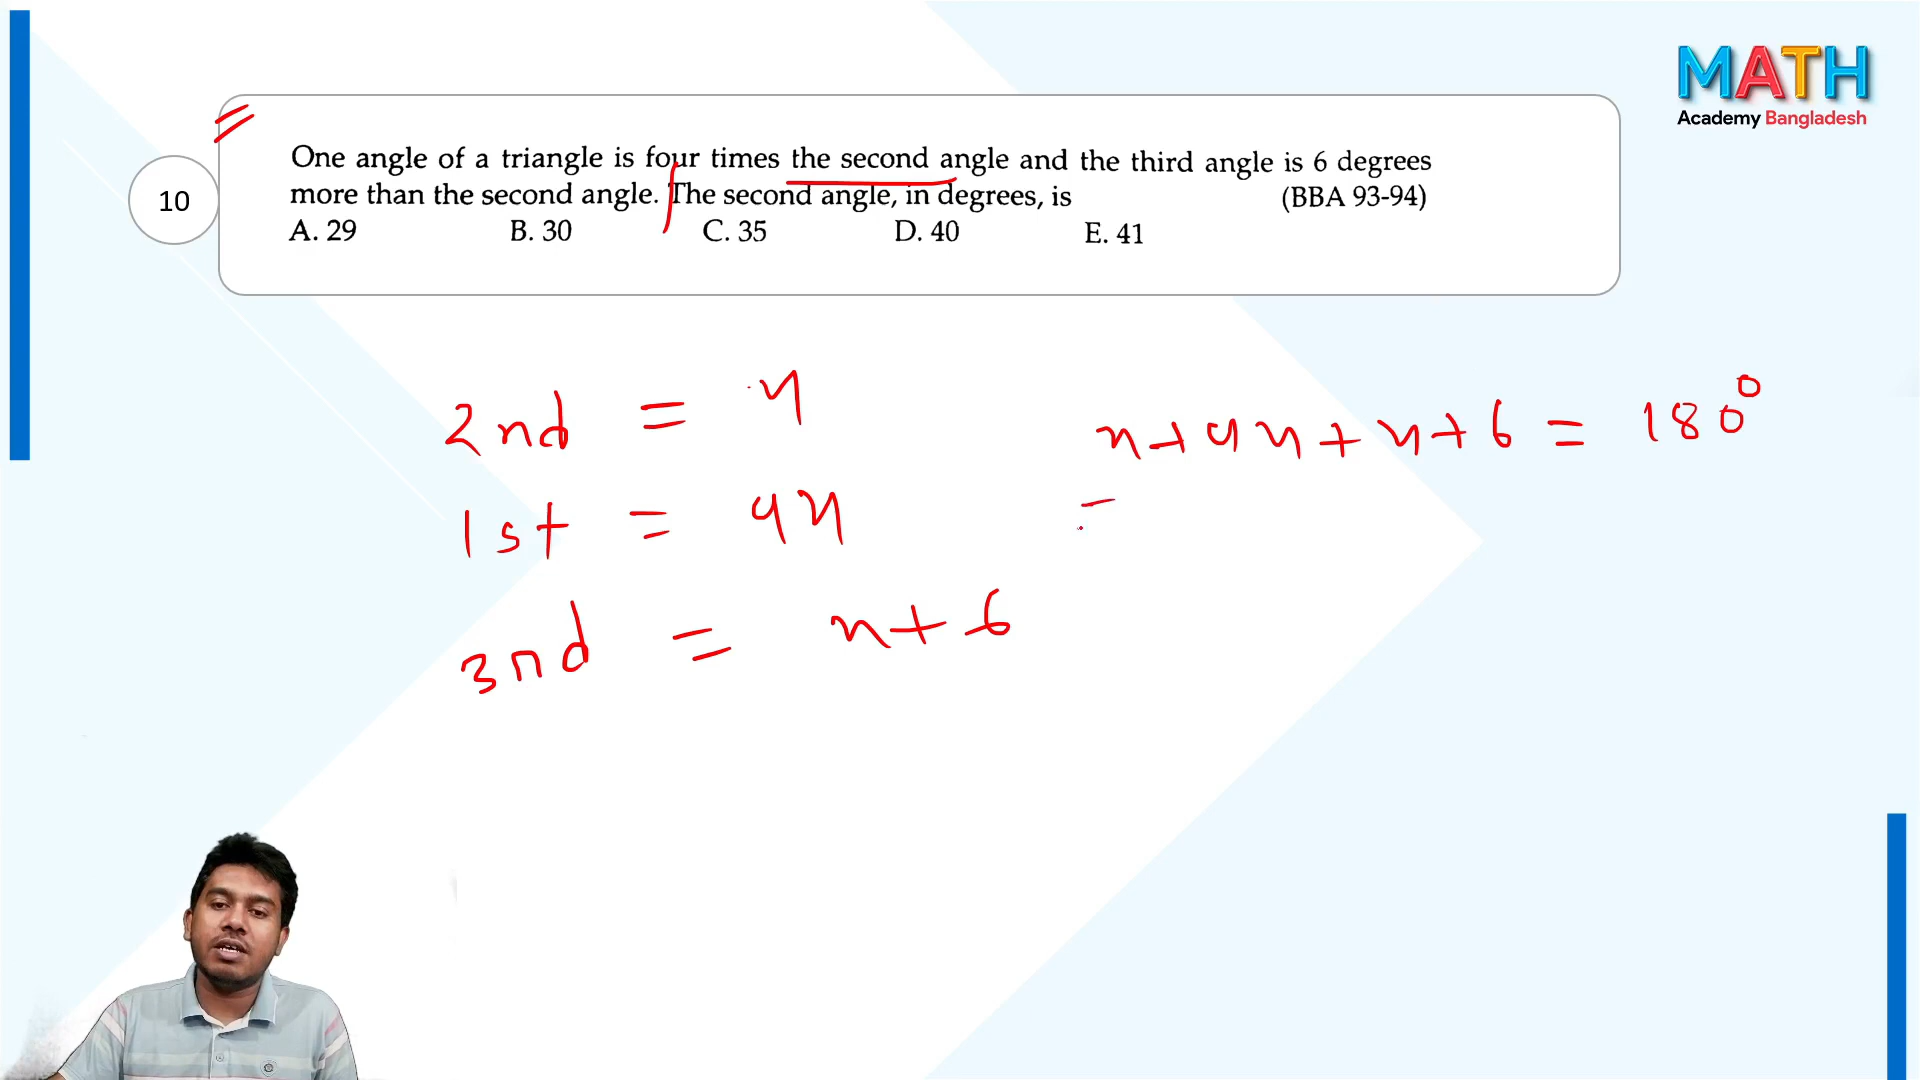 MATH
Academy Bangladesh
10
One angle of a triangle is four times the second angle and the third angle is 6 degrees
more than the second angle. The second angle, in degrees, is (BBA 93-94)
A. 29 B. 30 C. 35 D. 40 E. 41
2nd = x
1st = 4x
3rd = x+6
x+4x+x+6 = 180°
=